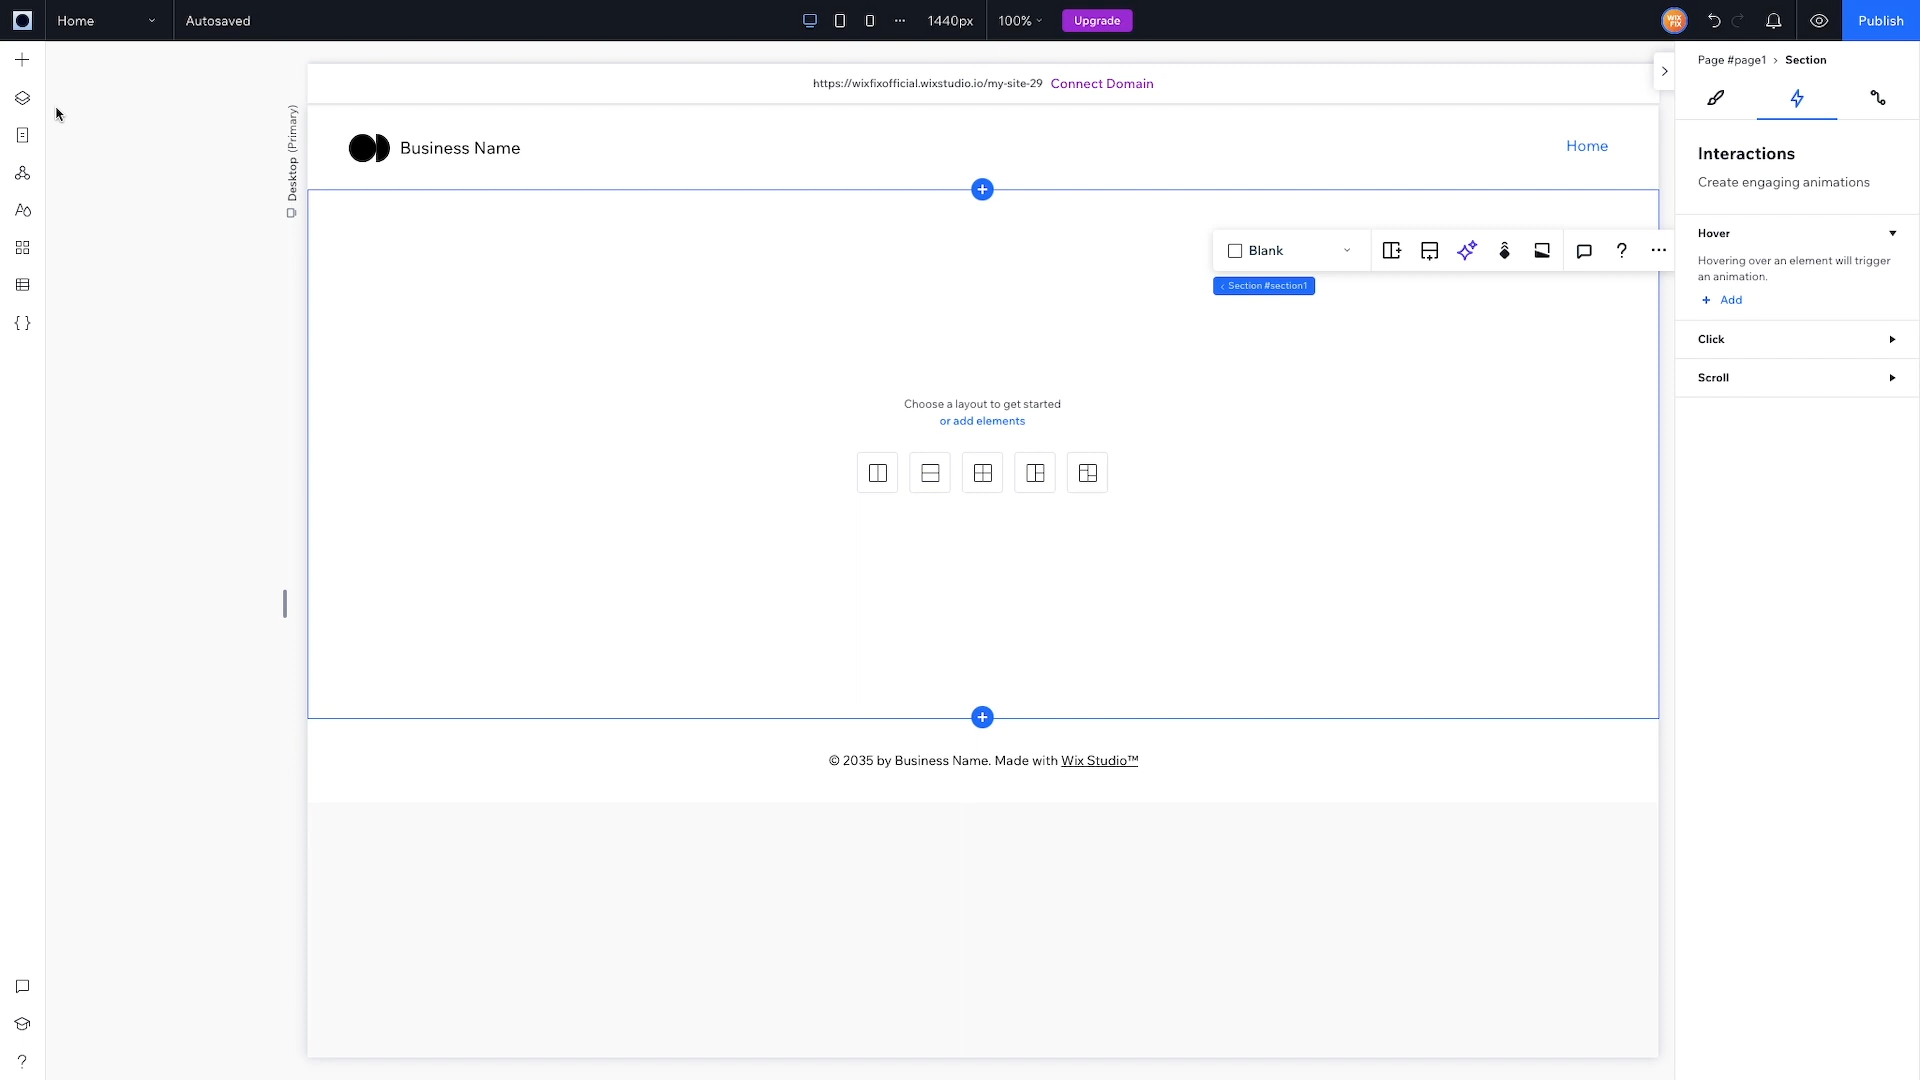 Home
Autosaved
1440px
100%
Upgrade
WIX
FIX
Publish
https://wixfixofficial.wixstudio.io/my-site-29 Connect Domain
Desktop (Primary)
Business Name
Home
Blank
Section #section1
Choose a layout to get started
or add elements
© 2035 by Business Name. Made with Wix Studio™
Page #page1 > Section
Interactions
Create engaging animations
Hover
Hovering over an element will trigger
an animation.
+ Add
Click
Scroll